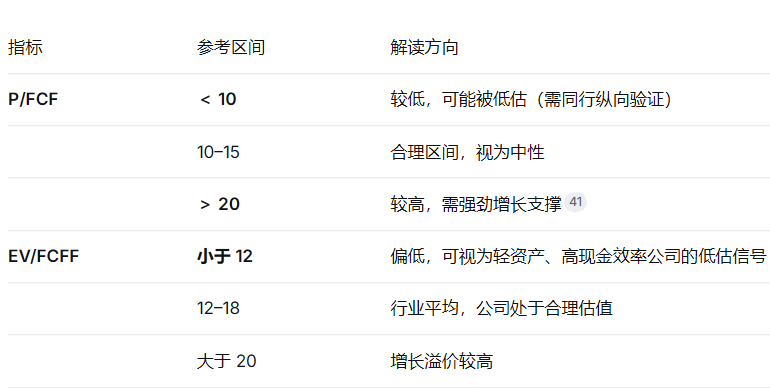 指标 参考区间 解读方向
P/FCF ＜ 10 较低，可能被低估（需同行纵向验证）
10–15 合理区间，视为中性
＞ 20 较高，需强劲增长支撑 41
EV/FCFF 小于 12 偏低，可视为轻资产、高现金效率公司的低估信号
12–18 行业平均，公司处于合理估值
大于 20 增长溢价较高